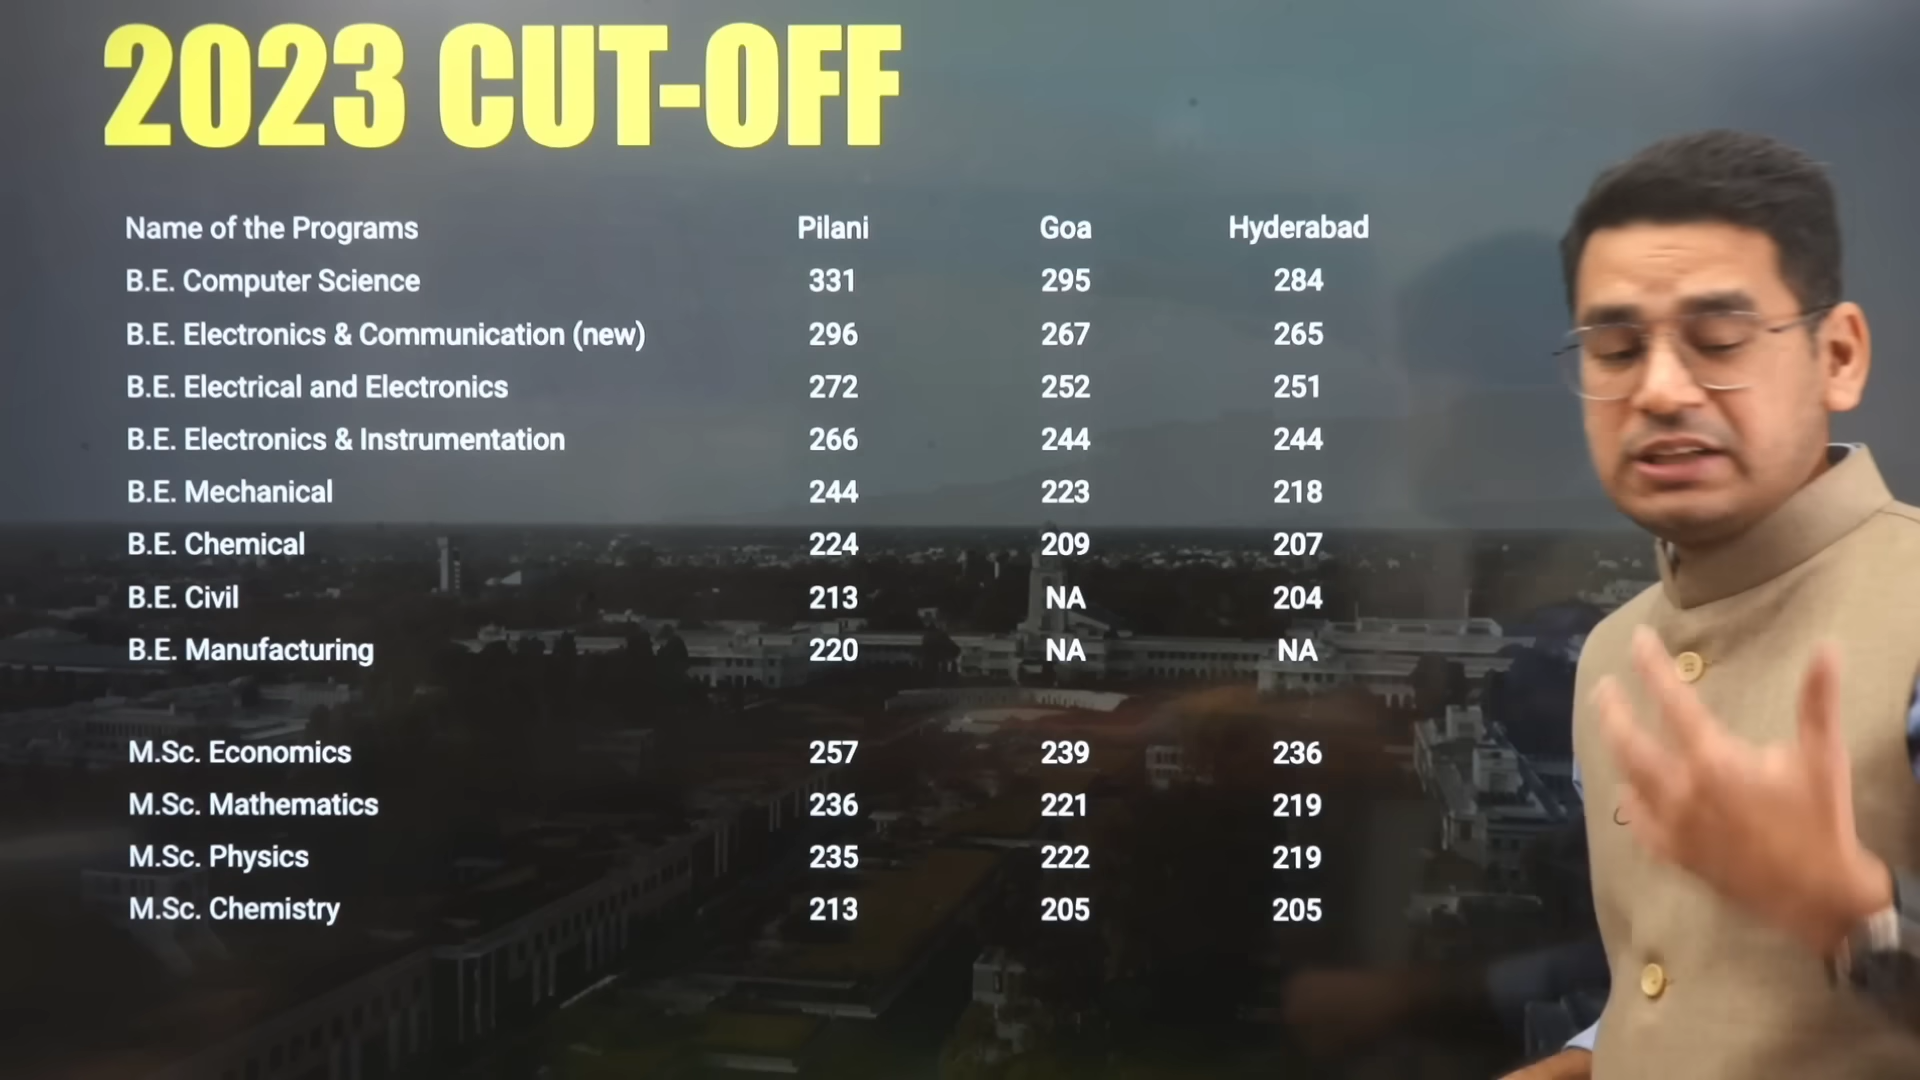 2023 CUT-OFF
Name of the Programs Pilani Goa Hyderabad
B.E. Computer Science 331 295 284
B.E. Electronics & Communication (new) 296 267 265
B.E. Electrical and Electronics 272 252 251
B.E. Electronics & Instrumentation 266 244 244
B.E. Mechanical 244 223 218
B.E. Chemical 224 209 207
B.E. Civil 213 NA 204
B.E. Manufacturing 220 NA NA
M.Sc. Economics 257 239 236
M.Sc. Mathematics 236 221 219
M.Sc. Physics 235 222 219
M.Sc. Chemistry 213 205 205